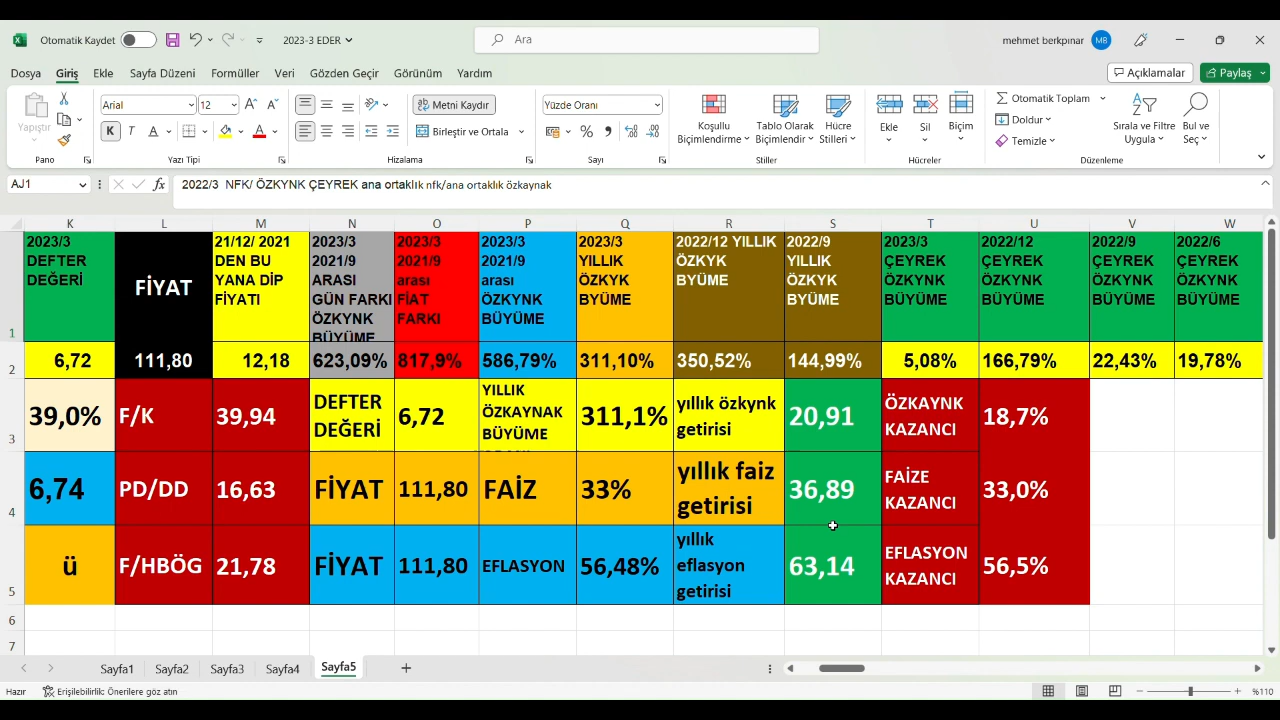 Otomatik Kaydet
2023-3 EDER
Ara
mehmet berkpınar
MB
Dosya Giriş Ekle Sayfa Düzeni Formüller Veri Gözden Geçir Görünüm Yardım
Açıklamalar
Paylaş
Yapıştır
Pano
Arial 12
K T A
Yazı Tipi
Metni Kaydır
Birleştir ve Ortala
Hizalama
Yüzde Oranı
Sayı
Koşullu
Biçimlendirme
Tablo Olarak
Biçimlendir
Hücre
Stilleri
Stiller
Ekle
Sil
Biçim
Hücreler
Otomatik Toplam
Doldur
Temizle
Sırala ve Filtre
Uygula
Bul ve
Seç
Düzenleme
AJ1
fx
2022/3 NFK/ ÖZKYNK ÇEYREK ana ortaklık nfk/ana ortaklık özkaynak
K L M N O P Q R S T U V W
1
2023/3
DEFTER
DEĞERİ
FİYAT
21/12/ 2021
DEN BU
YANA DİP
FİYATI
2023/3
2021/9
ARASI
GÜN FARKI
ÖZKYNK
BÜYÜME
2023/3
2021/9
arası
FİAT
FARKI
2023/3
2021/9
arası
ÖZKYNK
BÜYÜME
2023/3
YILLIK
ÖZKYK
BYÜME
2022/12 YILLIK
ÖZKYK
BYÜME
2022/9
YILLIK
ÖZKYK
BYÜME
2023/3
ÇEYREK
ÖZKYNK
BÜYÜME
2022/12
ÇEYREK
ÖZKYNK
BÜYÜME
2022/9
ÇEYREK
ÖZKYNK
BÜYÜME
2022/6
ÇEYREK
ÖZKYNK
BÜYÜME
2
6,72 111,80 12,18 623,09% 817,9% 586,79% 311,10% 350,52% 144,99% 5,08% 166,79% 22,43% 19,78%
3
39,0%
F/K
39,94
DEFTER
DEĞERİ
6,72
YILLIK
ÖZKAYNAK
BÜYÜME
311,1%
yıllık özkynk
getirisi
20,91
ÖZKAYNK
KAZANCI
18,7%
4
6,74
PD/DD
16,63
FİYAT
111,80
FAİZ
33%
yıllık faiz
getirisi
36,89
FAİZE
KAZANCI
33,0%
5
ü
F/HBÖG
21,78
FİYAT
111,80
EFLASYON
56,48%
yıllık
eflasyon
getirisi
63,14
EFLASYON
KAZANCI
56,5%
6
7
Sayfa1 Sayfa2 Sayfa3 Sayfa4 Sayfa5
Hazır
Erişilebilirlik: Önerilere göz atın
%110